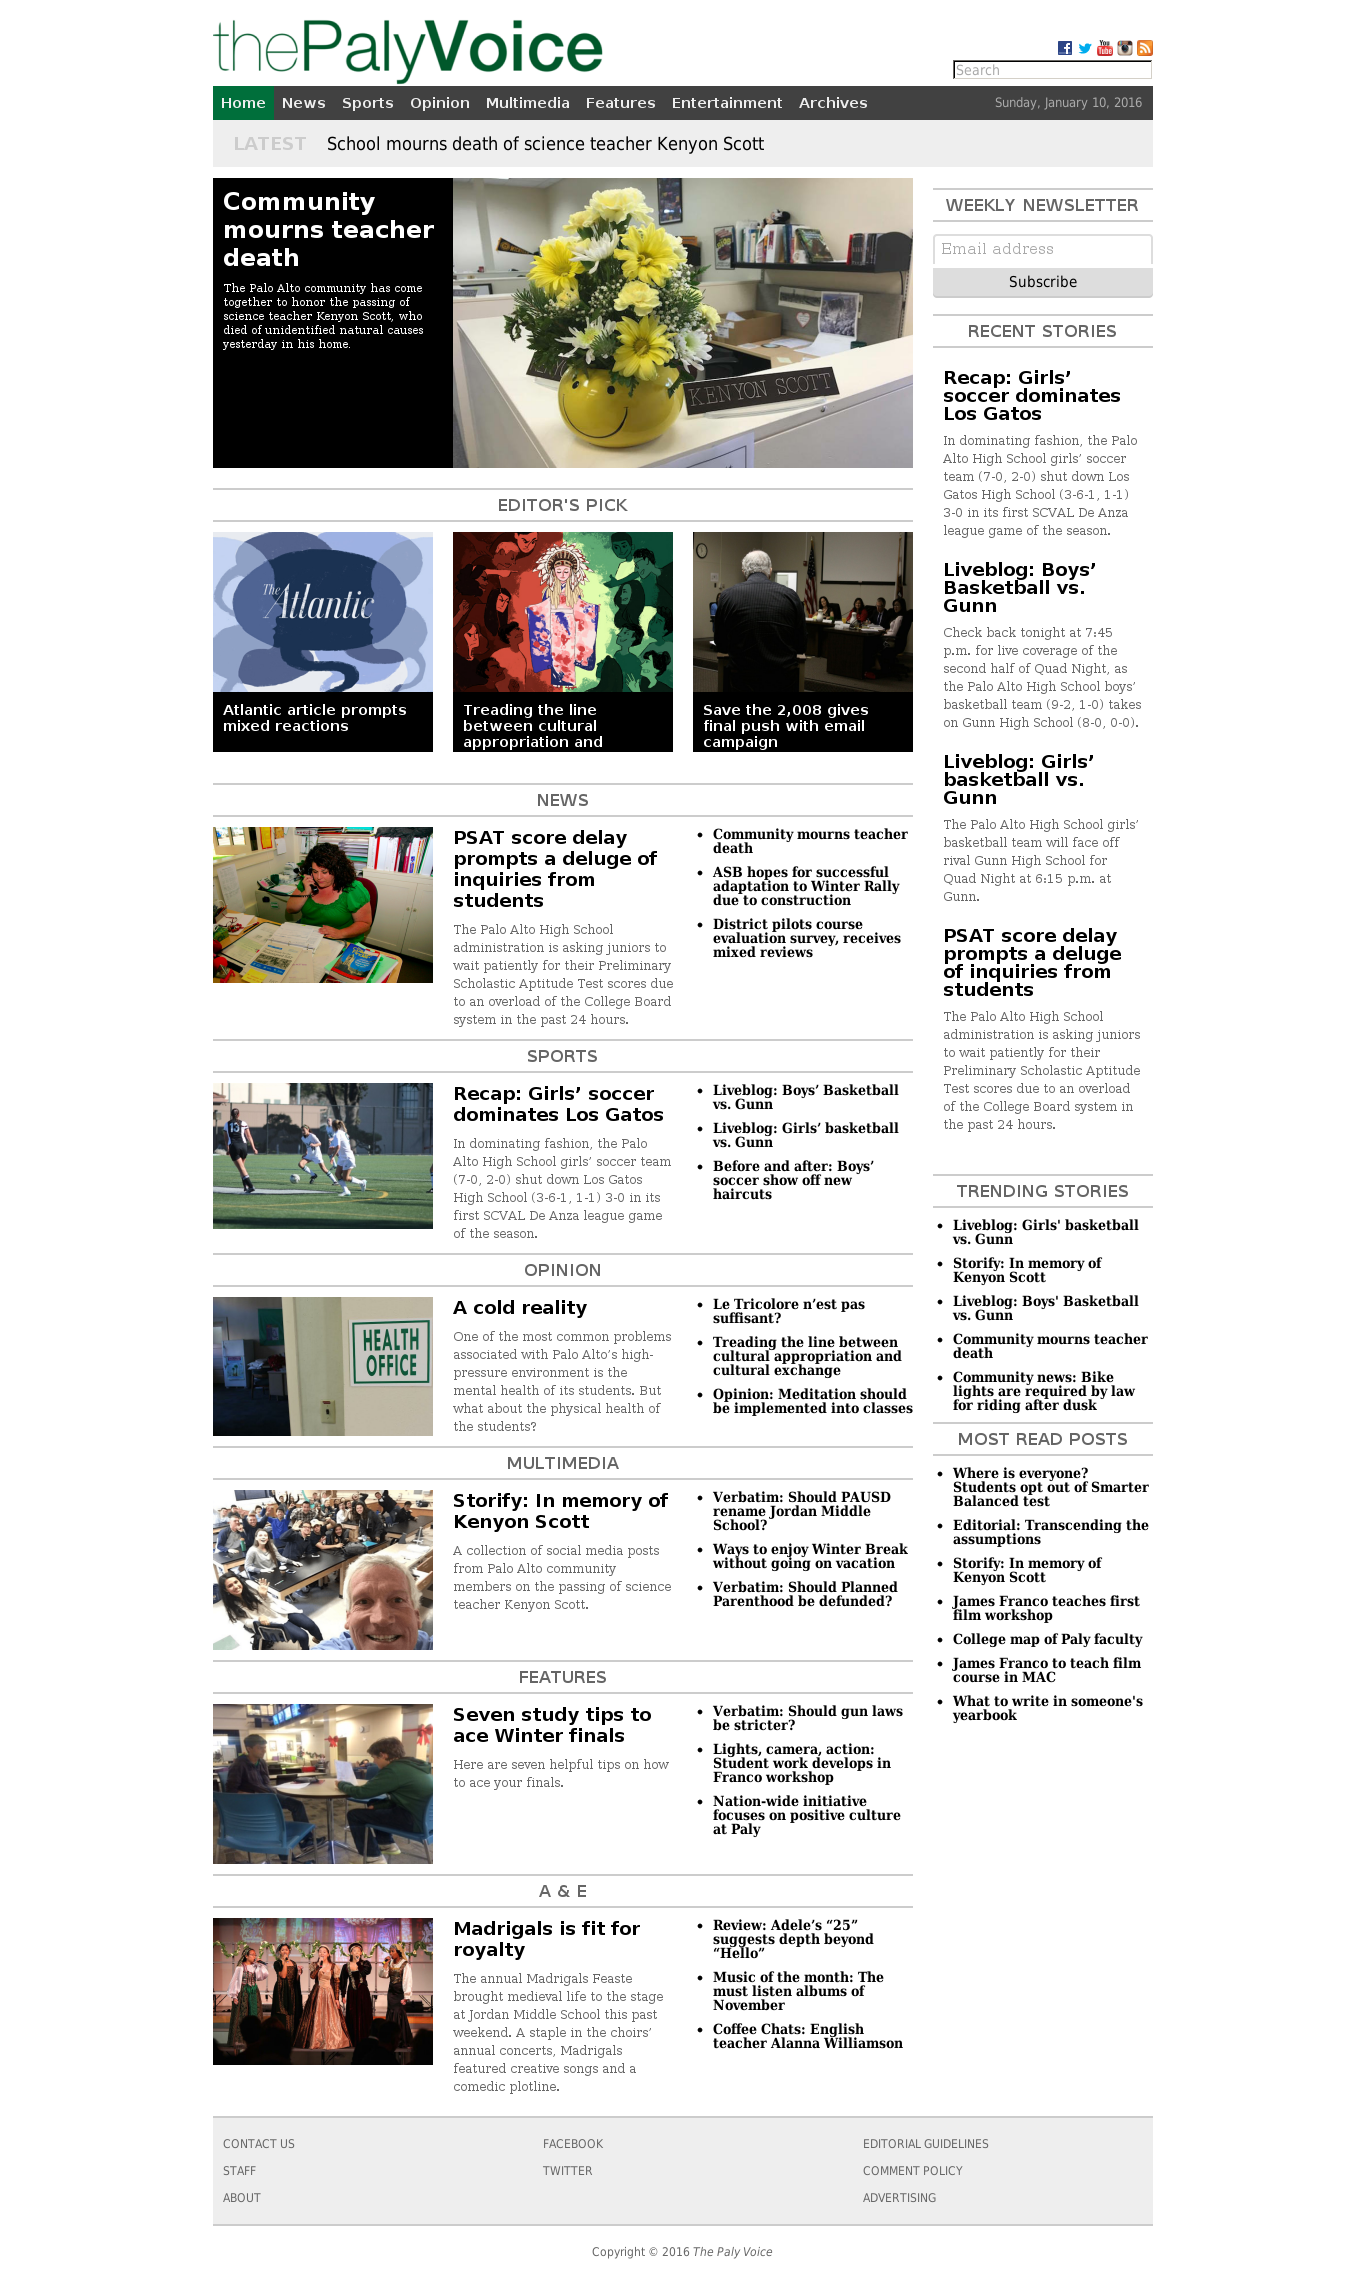 thePalyVoice
Search
Home News Sports Opinion Multimedia Features Entertainment Archives Sunday, January 10, 2016
LATEST School mourns death of science teacher Kenyon Scott
Community
mourns teacher
death
The Palo Alto community has come
together to honor the passing of
science teacher Kenyon Scott, who
died of unidentified natural causes
yesterday in his home.
KENYON SCOTT
EDITOR'S PICK
The Atlantic
Atlantic article prompts
mixed reactions
Treading the line
between cultural
appropriation and
Save the 2,008 gives
final push with email
campaign
NEWS
PSAT score delay
prompts a deluge of
inquiries from
students
The Palo Alto High School
administration is asking juniors to
wait patiently for their Preliminary
Scholastic Aptitude Test scores due
to an overload of the College Board
system in the past 24 hours.
• Community mourns teacher
death
• ASB hopes for successful
adaptation to Winter Rally
due to construction
• District pilots course
evaluation survey, receives
mixed reviews
SPORTS
13
Recap: Girls’ soccer
dominates Los Gatos
In dominating fashion, the Palo
Alto High School girls’ soccer team
(7-0, 2-0) shut down Los Gatos
High School (3-6-1, 1-1) 3-0 in its
first SCVAL De Anza league game
of the season.
• Liveblog: Boys’ Basketball
vs. Gunn
• Liveblog: Girls’ basketball
vs. Gunn
• Before and after: Boys’
soccer show off new
haircuts
OPINION
HEALTH
OFFICE
A cold reality
One of the most common problems
associated with Palo Alto’s high-
pressure environment is the
mental health of its students. But
what about the physical health of
the students?
• Le Tricolore n’est pas
suffisant?
• Treading the line between
cultural appropriation and
cultural exchange
• Opinion: Meditation should
be implemented into classes
MULTIMEDIA
Storify: In memory of
Kenyon Scott
A collection of social media posts
from Palo Alto community
members on the passing of science
teacher Kenyon Scott.
• Verbatim: Should PAUSD
rename Jordan Middle
School?
• Ways to enjoy Winter Break
without going on vacation
• Verbatim: Should Planned
Parenthood be defunded?
FEATURES
Seven study tips to
ace Winter finals
Here are seven helpful tips on how
to ace your finals.
• Verbatim: Should gun laws
be stricter?
• Lights, camera, action:
Student work develops in
Franco workshop
• Nation-wide initiative
focuses on positive culture
at Paly
A & E
Madrigals is fit for
royalty
The annual Madrigals Feaste
brought medieval life to the stage
at Jordan Middle School this past
weekend. A staple in the choirs’
annual concerts, Madrigals
featured creative songs and a
comedic plotline.
• Review: Adele’s “25”
suggests depth beyond
“Hello”
• Music of the month: The
must listen albums of
November
• Coffee Chats: English
teacher Alanna Williamson
WEEKLY NEWSLETTER
Email address
Subscribe
RECENT STORIES
Recap: Girls’
soccer dominates
Los Gatos
In dominating fashion, the Palo
Alto High School girls’ soccer
team (7-0, 2-0) shut down Los
Gatos High School (3-6-1, 1-1)
3-0 in its first SCVAL De Anza
league game of the season.
Liveblog: Boys’
Basketball vs.
Gunn
Check back tonight at 7:45
p.m. for live coverage of the
second half of Quad Night, as
the Palo Alto High School boys’
basketball team (9-2, 1-0) takes
on Gunn High School (8-0, 0-0).
Liveblog: Girls’
basketball vs.
Gunn
The Palo Alto High School girls’
basketball team will face off
rival Gunn High School for
Quad Night at 6:15 p.m. at
Gunn.
PSAT score delay
prompts a deluge
of inquiries from
students
The Palo Alto High School
administration is asking juniors
to wait patiently for their
Preliminary Scholastic Aptitude
Test scores due to an overload
of the College Board system in
the past 24 hours.
TRENDING STORIES
• Liveblog: Girls' basketball
vs. Gunn
• Storify: In memory of
Kenyon Scott
• Liveblog: Boys' Basketball
vs. Gunn
• Community mourns teacher
death
• Community news: Bike
lights are required by law
for riding after dusk
MOST READ POSTS
• Where is everyone?
Students opt out of Smarter
Balanced test
• Editorial: Transcending the
assumptions
• Storify: In memory of
Kenyon Scott
• James Franco teaches first
film workshop
• College map of Paly faculty
• James Franco to teach film
course in MAC
• What to write in someone's
yearbook
CONTACT US FACEBOOK EDITORIAL GUIDELINES
STAFF TWITTER COMMENT POLICY
ABOUT ADVERTISING
Copyright © 2016 The Paly Voice